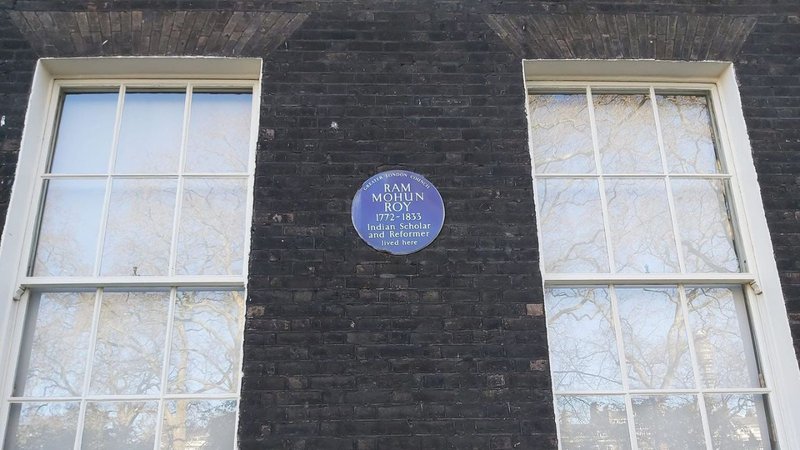 GREATER LONDON COUNCIL
RAM
MOHUN
ROY
1772-1833
Indian Scholar
and Reformer
lived here